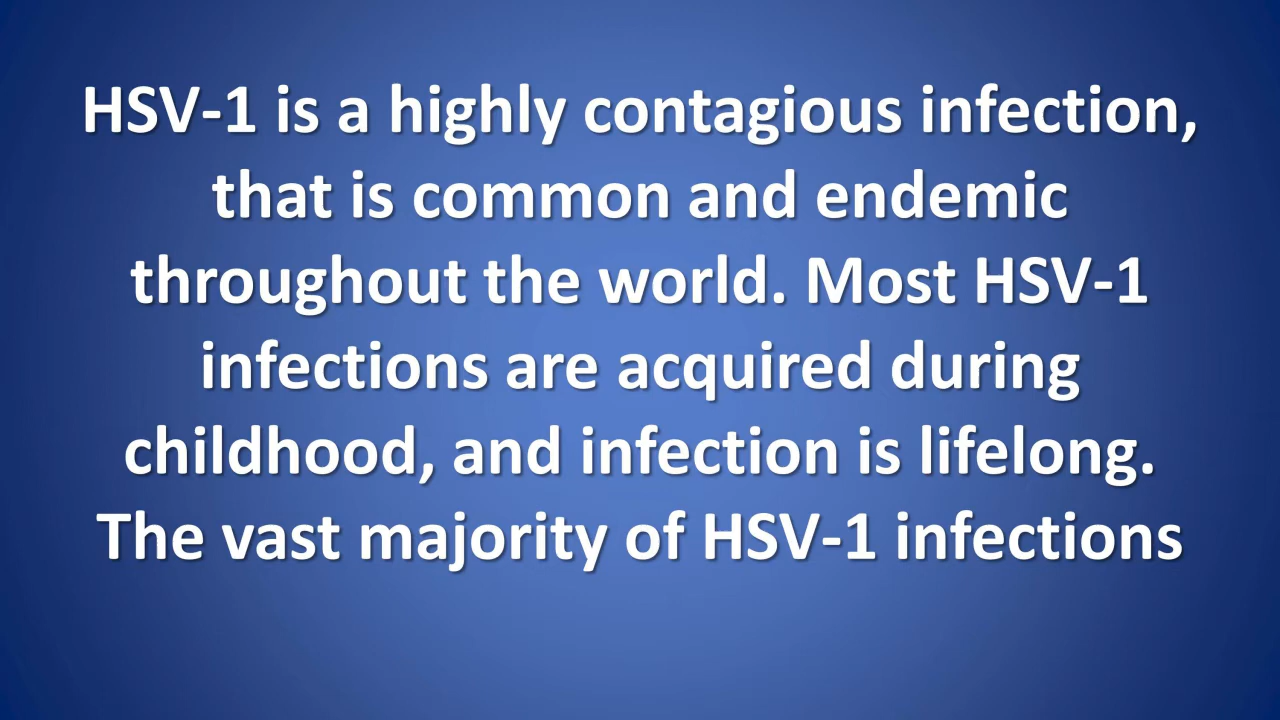 HSV-1 is a highly contagious infection,
that is common and endemic
throughout the world. Most HSV-1
infections are acquired during
childhood, and infection is lifelong.
The vast majority of HSV-1 infections